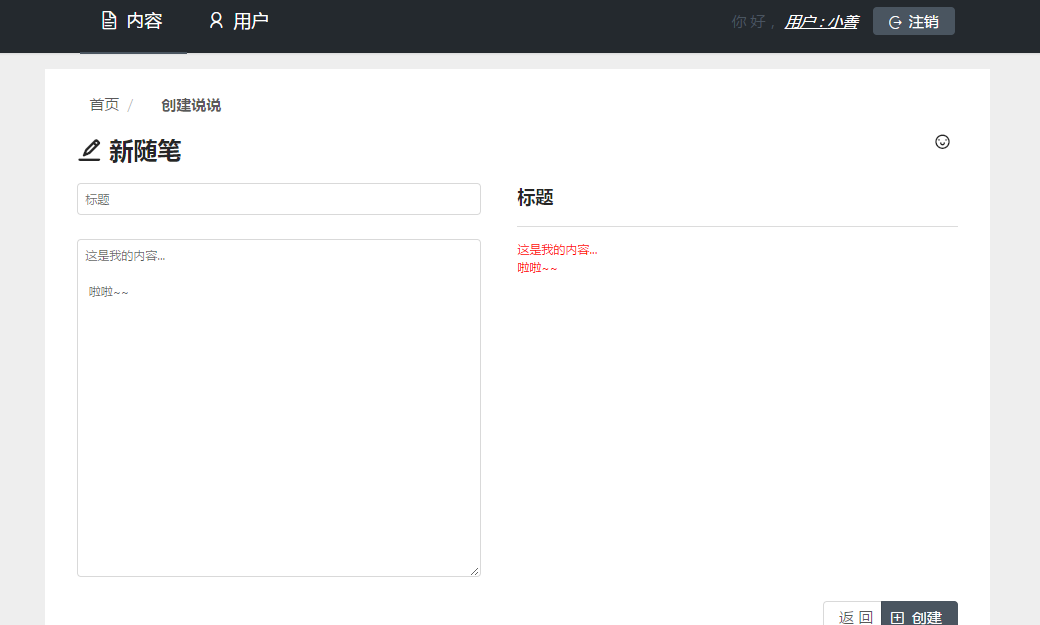 内容 用户 你好， 用户：小善 注销
首页 / 创建说说
新随笔
标题
这是我的内容...
啦啦~~
标题
这是我的内容...
啦啦~~
返 回 创建